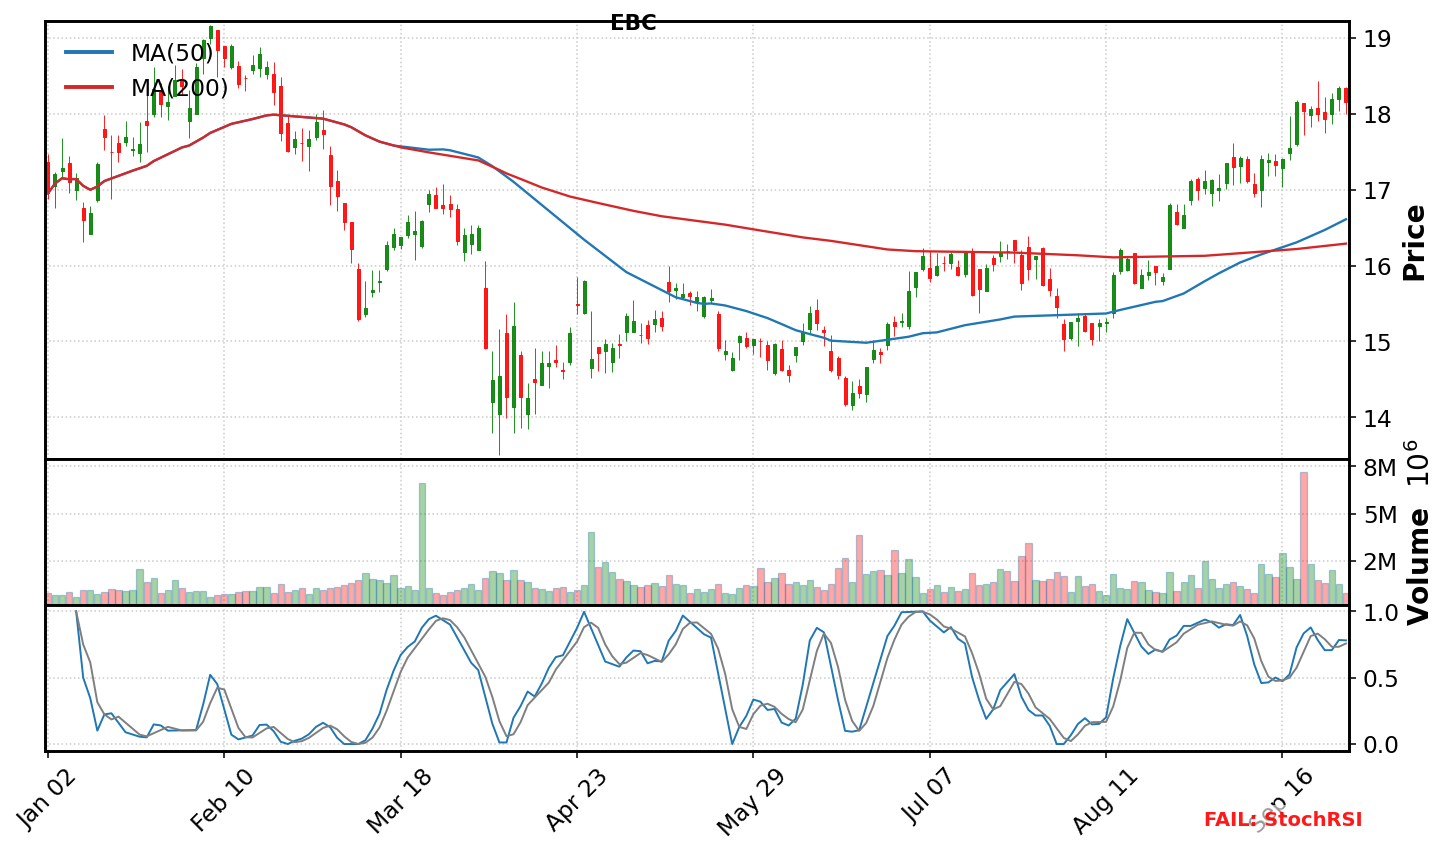 EBC
MA(50)
MA(200)
19
18
17
16
15
14
Price
8M
5M
2M
Volume 10^6
1.0
0.5
0.0
Jan 02
Feb 10
Mar 18
Apr 23
May 29
Jul 07
Aug 11
Sep 16
FAIL: StochRSI